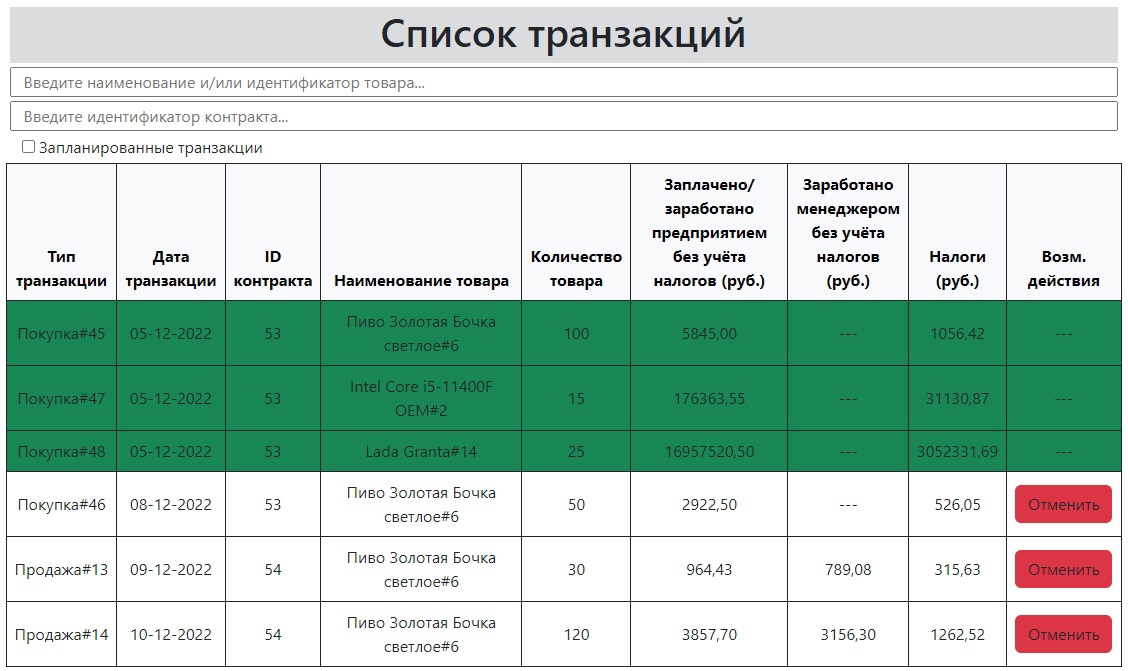 Список транзакций
Введите наименование и/или идентификатор товара...
Введите идентификатор контракта...
Запланированные транзакции
Тип транзакции Дата транзакции ID контракта Наименование товара Количество товара Заплачено/ заработано предприятием без учёта налогов (руб.) Заработано менеджером без учёта налогов (руб.) Налоги (руб.) Возм. действия
Покупка#45 05-12-2022 53 Пиво Золотая Бочка светлое#6 100 5845,00 --- 1056,42 ---
Покупка#47 05-12-2022 53 Intel Core i5-11400F OEM#2 15 176363,55 --- 31130,87 ---
Покупка#48 05-12-2022 53 Lada Granta#14 25 16957520,50 --- 3052331,69 ---
Покупка#46 08-12-2022 53 Пиво Золотая Бочка светлое#6 50 2922,50 --- 526,05 Отменить
Продажа#13 09-12-2022 54 Пиво Золотая Бочка светлое#6 30 964,43 789,08 315,63 Отменить
Продажа#14 10-12-2022 54 Пиво Золотая Бочка светлое#6 120 3857,70 3156,30 1262,52 Отменить